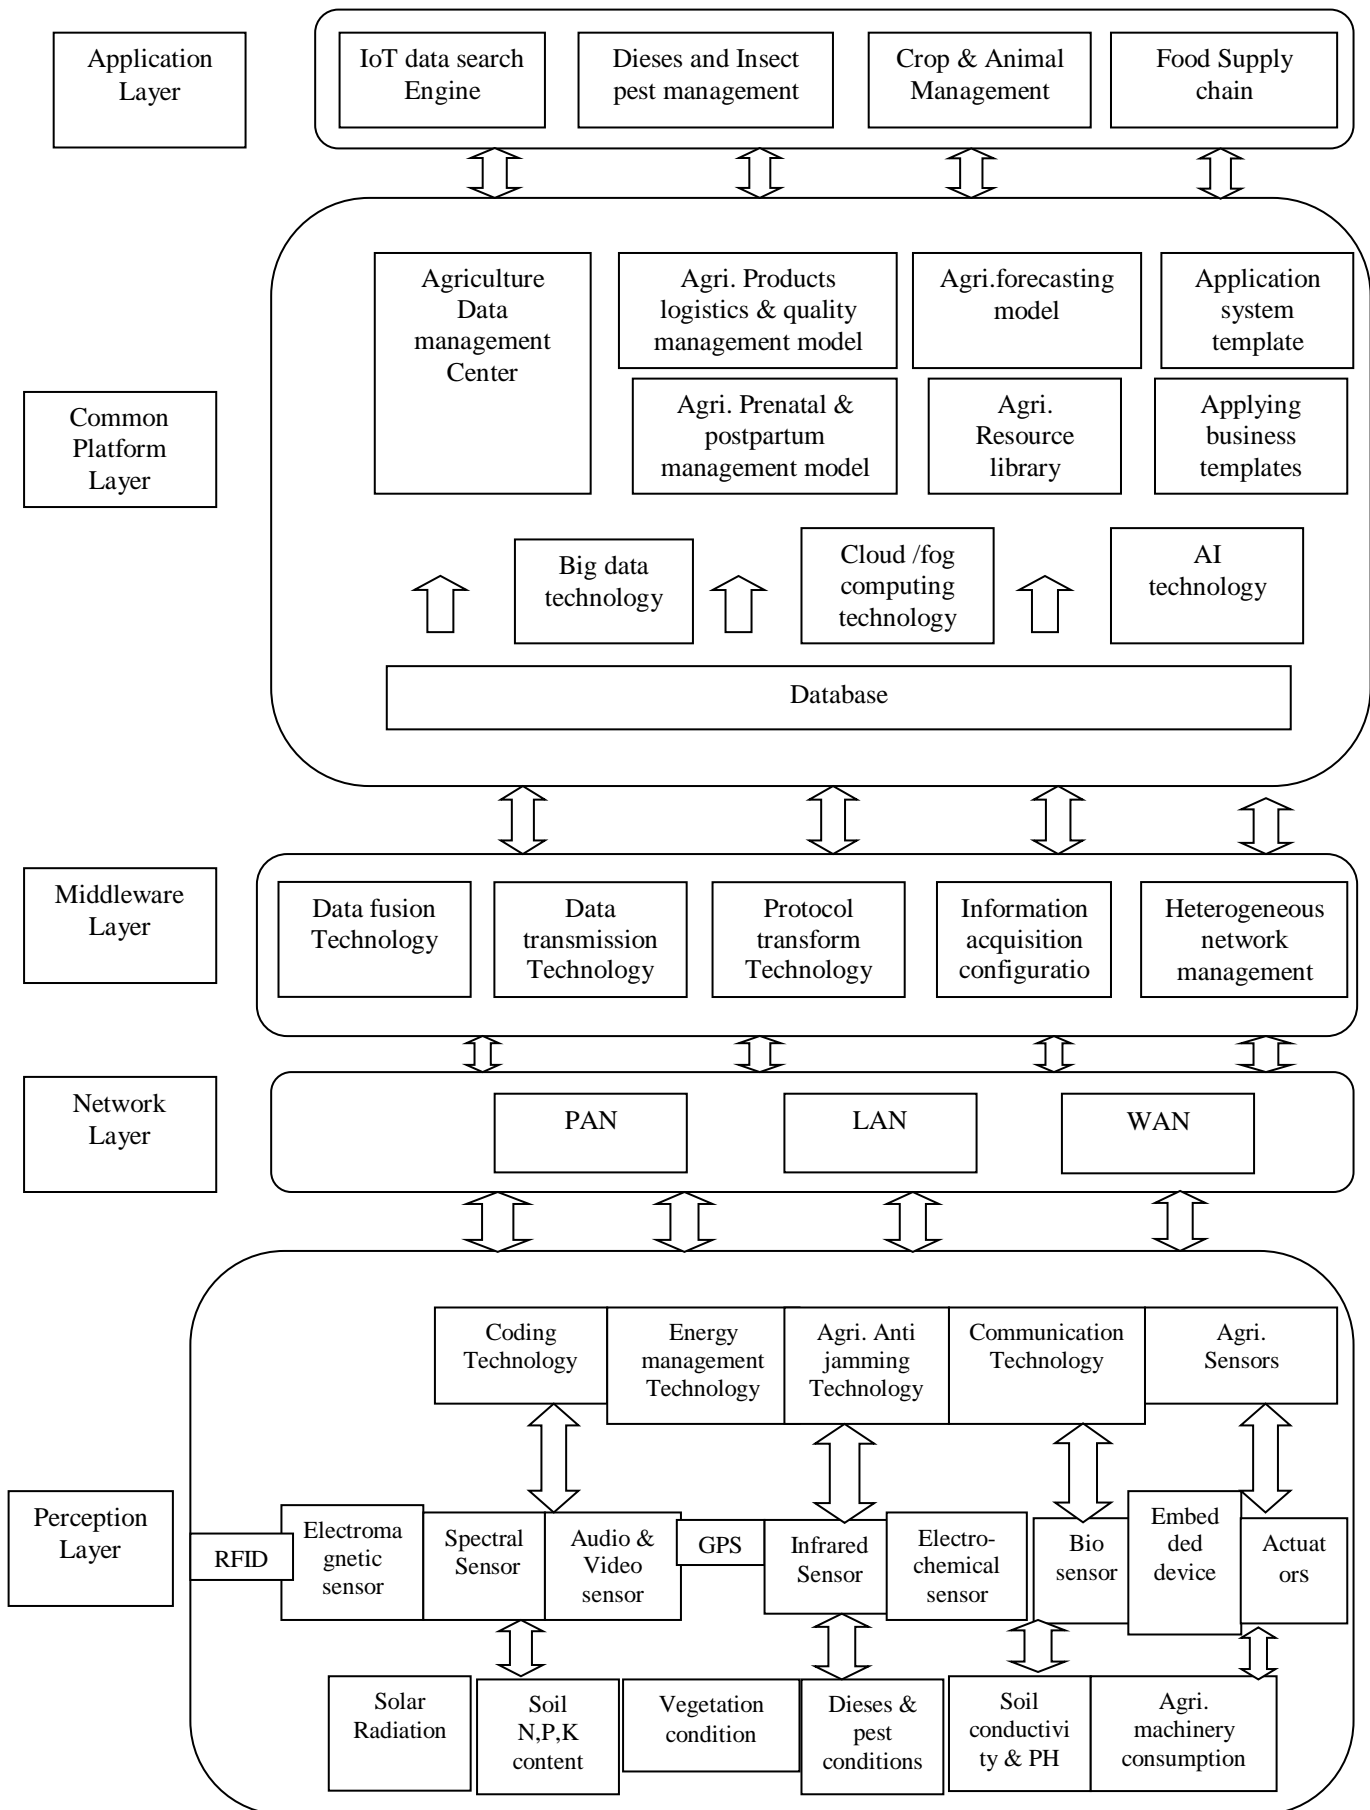 Application
Layer
IoT data search
Engine
Dieses and Insect
pest management
Crop & Animal
Management
Food Supply
chain
Common
Platform
Layer
Agriculture
Data
management
Center
Agri. Products
logistics & quality
management model
Agri.forecasting
model
Application
system
template
Agri. Prenatal &
postpartum
management model
Agri.
Resource
library
Applying
business
templates
Big data
technology
Cloud /fog
computing
technology
AI
technology
Database
Middleware
Layer
Data fusion
Technology
Data
transmission
Technology
Protocol
transform
Technology
Information
acquisition
configuratio
Heterogeneous
network
management
Network
Layer
PAN
LAN
WAN
Perception
Layer
Coding
Technology
Energy
management
Technology
Agri. Anti
jamming
Technology
Communication
Technology
Agri.
Sensors
RFID
Electroma
gnetic
sensor
Spectral
Sensor
Audio &
Video
sensor
GPS
Infrared
Sensor
Electro-
chemical
sensor
Bio
sensor
Embed
ded
device
Actuat
ors
Solar
Radiation
Soil
N,P,K
content
Vegetation
condition
Dieses &
pest
conditions
Soil
conductivi
ty & PH
Agri.
machinery
consumption